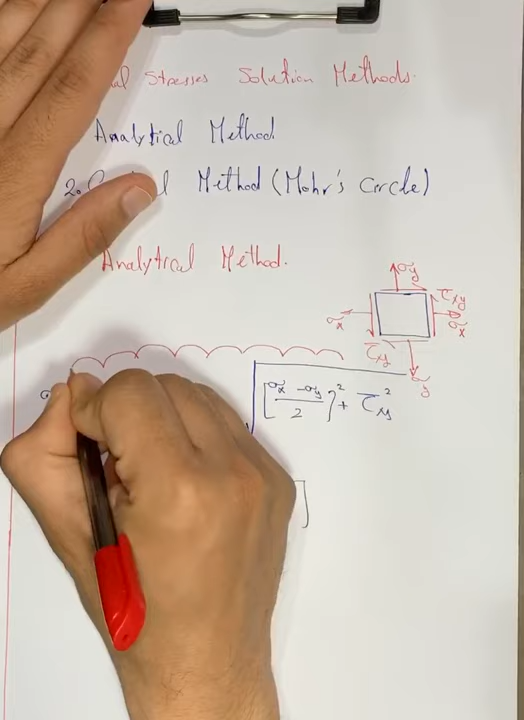 Stresses Solution Methods.
Analytical Method
2. Method (Mohr's Circle)
Analytical Method.
σy
τxy
σx σx
τxy
σy
[σx - σy / 2]² + τxy²